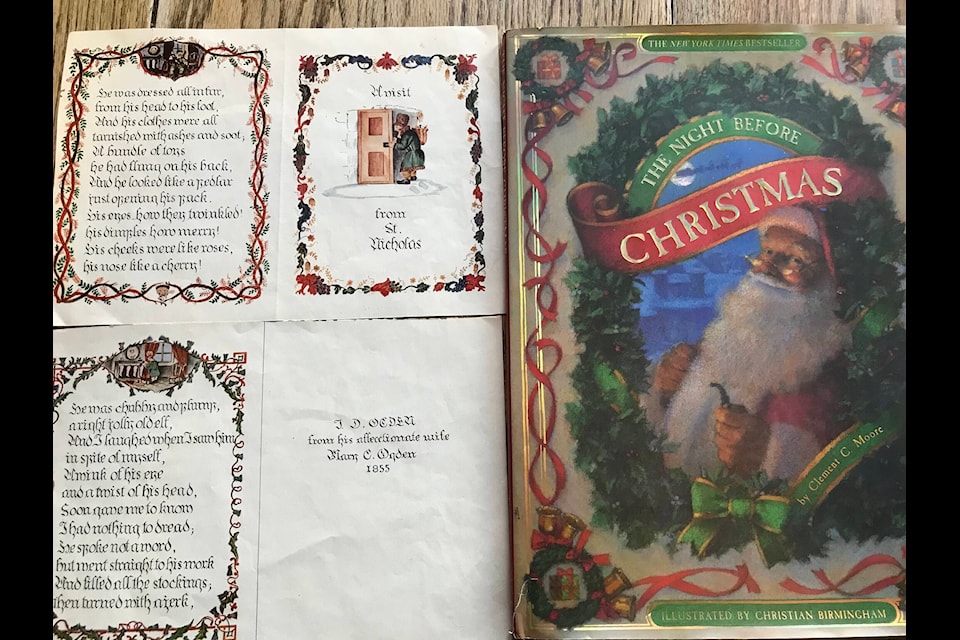 He was dressed all in fur,
from his head to his foot,
And his clothes were all
tarnished with ashes and soot;
A bundle of toys
he had flung on his back,
And he looked like a pedlar
just opening his pack.
His eyes, how they twinkled!
his dimples how merry!
His cheeks were like roses,
his nose like a cherry!
A visit
from
St.
Nicholas
He was chubby and plump,
a right jolly old elf,
And I laughed when I saw him
in spite of myself,
A wink of his eye
and a twist of his head,
Soon gave me to know
I had nothing to dread;
He spoke not a word,
but went straight to his work
And filled all the stockings;
then turned with a jerk,
J. D. OGDEN
from his affectionate wife
Mary C. Ogden
1855
THE NEW YORK TIMES BESTSELLER
THE NIGHT BEFORE
CHRISTMAS
by Clement C. Moore
ILLUSTRATED BY CHRISTIAN BIRMINGHAM